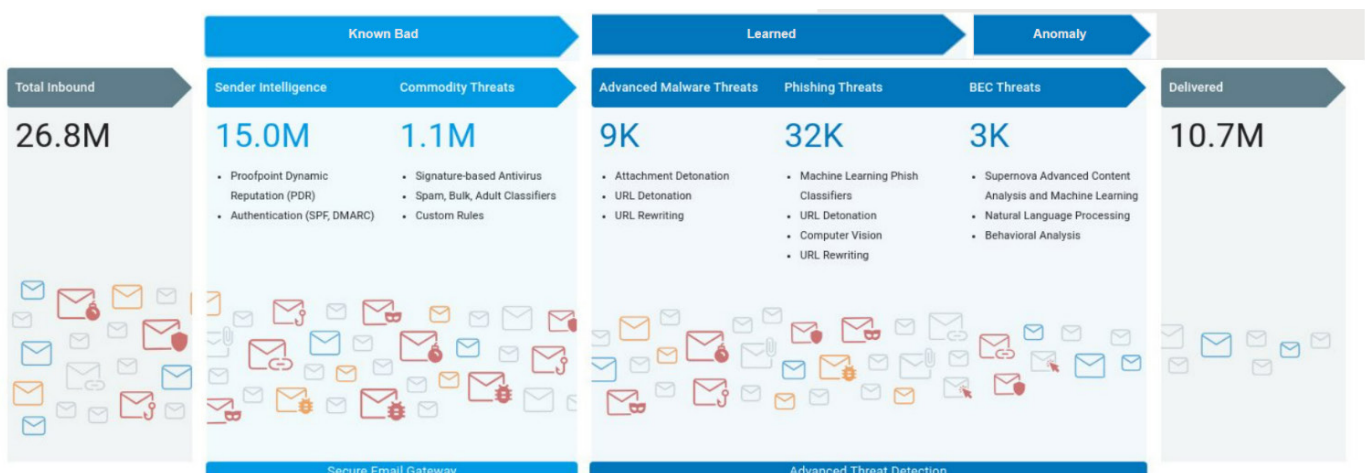 Known Bad
Learned
Anomaly
Total Inbound
26.8M
Sender Intelligence
15.0M
Proofpoint Dynamic
Reputation (PDR)
Authentication (SPF, DMARC)
Commodity Threats
1.1M
Signature-based Antivirus
Spam, Bulk, Adult Classifiers
Custom Rules
Advanced Malware Threats
9K
Attachment Detonation
URL Detonation
URL Rewriting
Phishing Threats
32K
Machine Learning Phish
Classifiers
URL Detonation
Computer Vision
URL Rewriting
BEC Threats
3K
Supernova Advanced Content
Analysis and Machine Learning
Natural Language Processing
Behavioral Analysis
Delivered
10.7M
Secure Email Gateway
Advanced Threat Detection